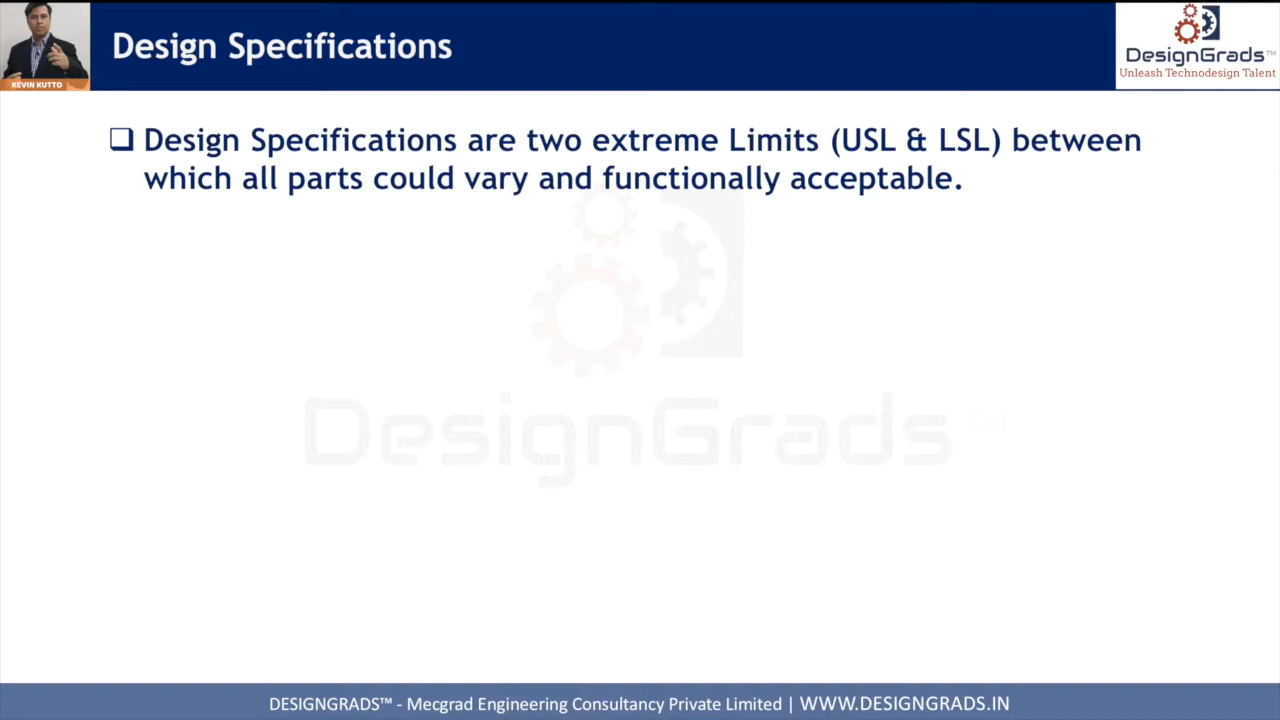 KEVIN KUTTO
Design Specifications
DesignGrads™
Unleash Technodesign Talent
❑ Design Specifications are two extreme Limits (USL & LSL) between
which all parts could vary and functionally acceptable.
DesignGrads™
DESIGNGRADS™ - Mecgrad Engineering Consultancy Private Limited | WWW.DESIGNGRADS.IN